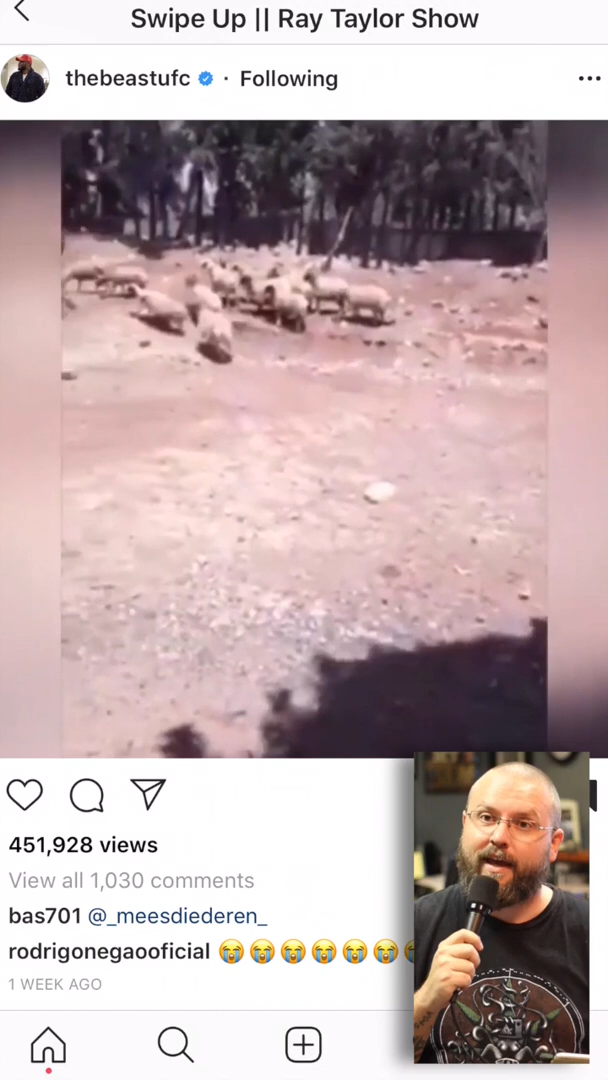 Swipe Up || Ray Taylor Show
thebeastufc · Following
451,928 views
View all 1,030 comments
bas701 @_meesdiederen_
rodrigonegaooficial 😭😭😭😭😭😭
1 WEEK AGO